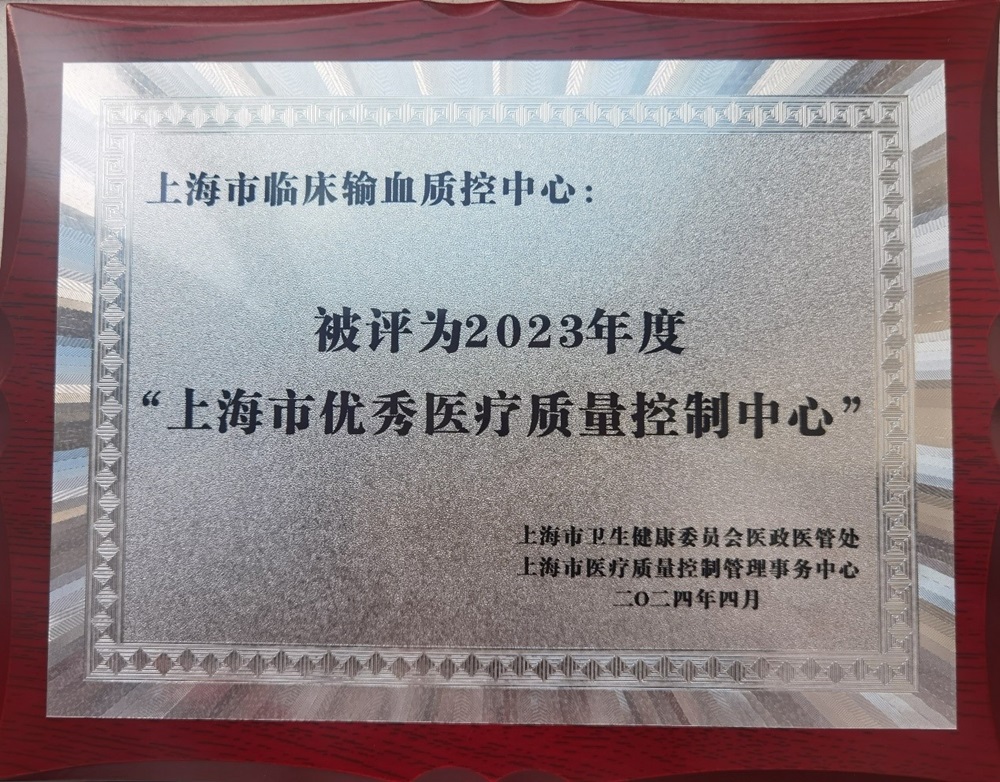 上海市临床输血质控中心：
被评为2023年度
“上海市优秀医疗质量控制中心”
上海市卫生健康委员会医政医管处
上海市医疗质量控制管理事务中心
二〇二四年四月